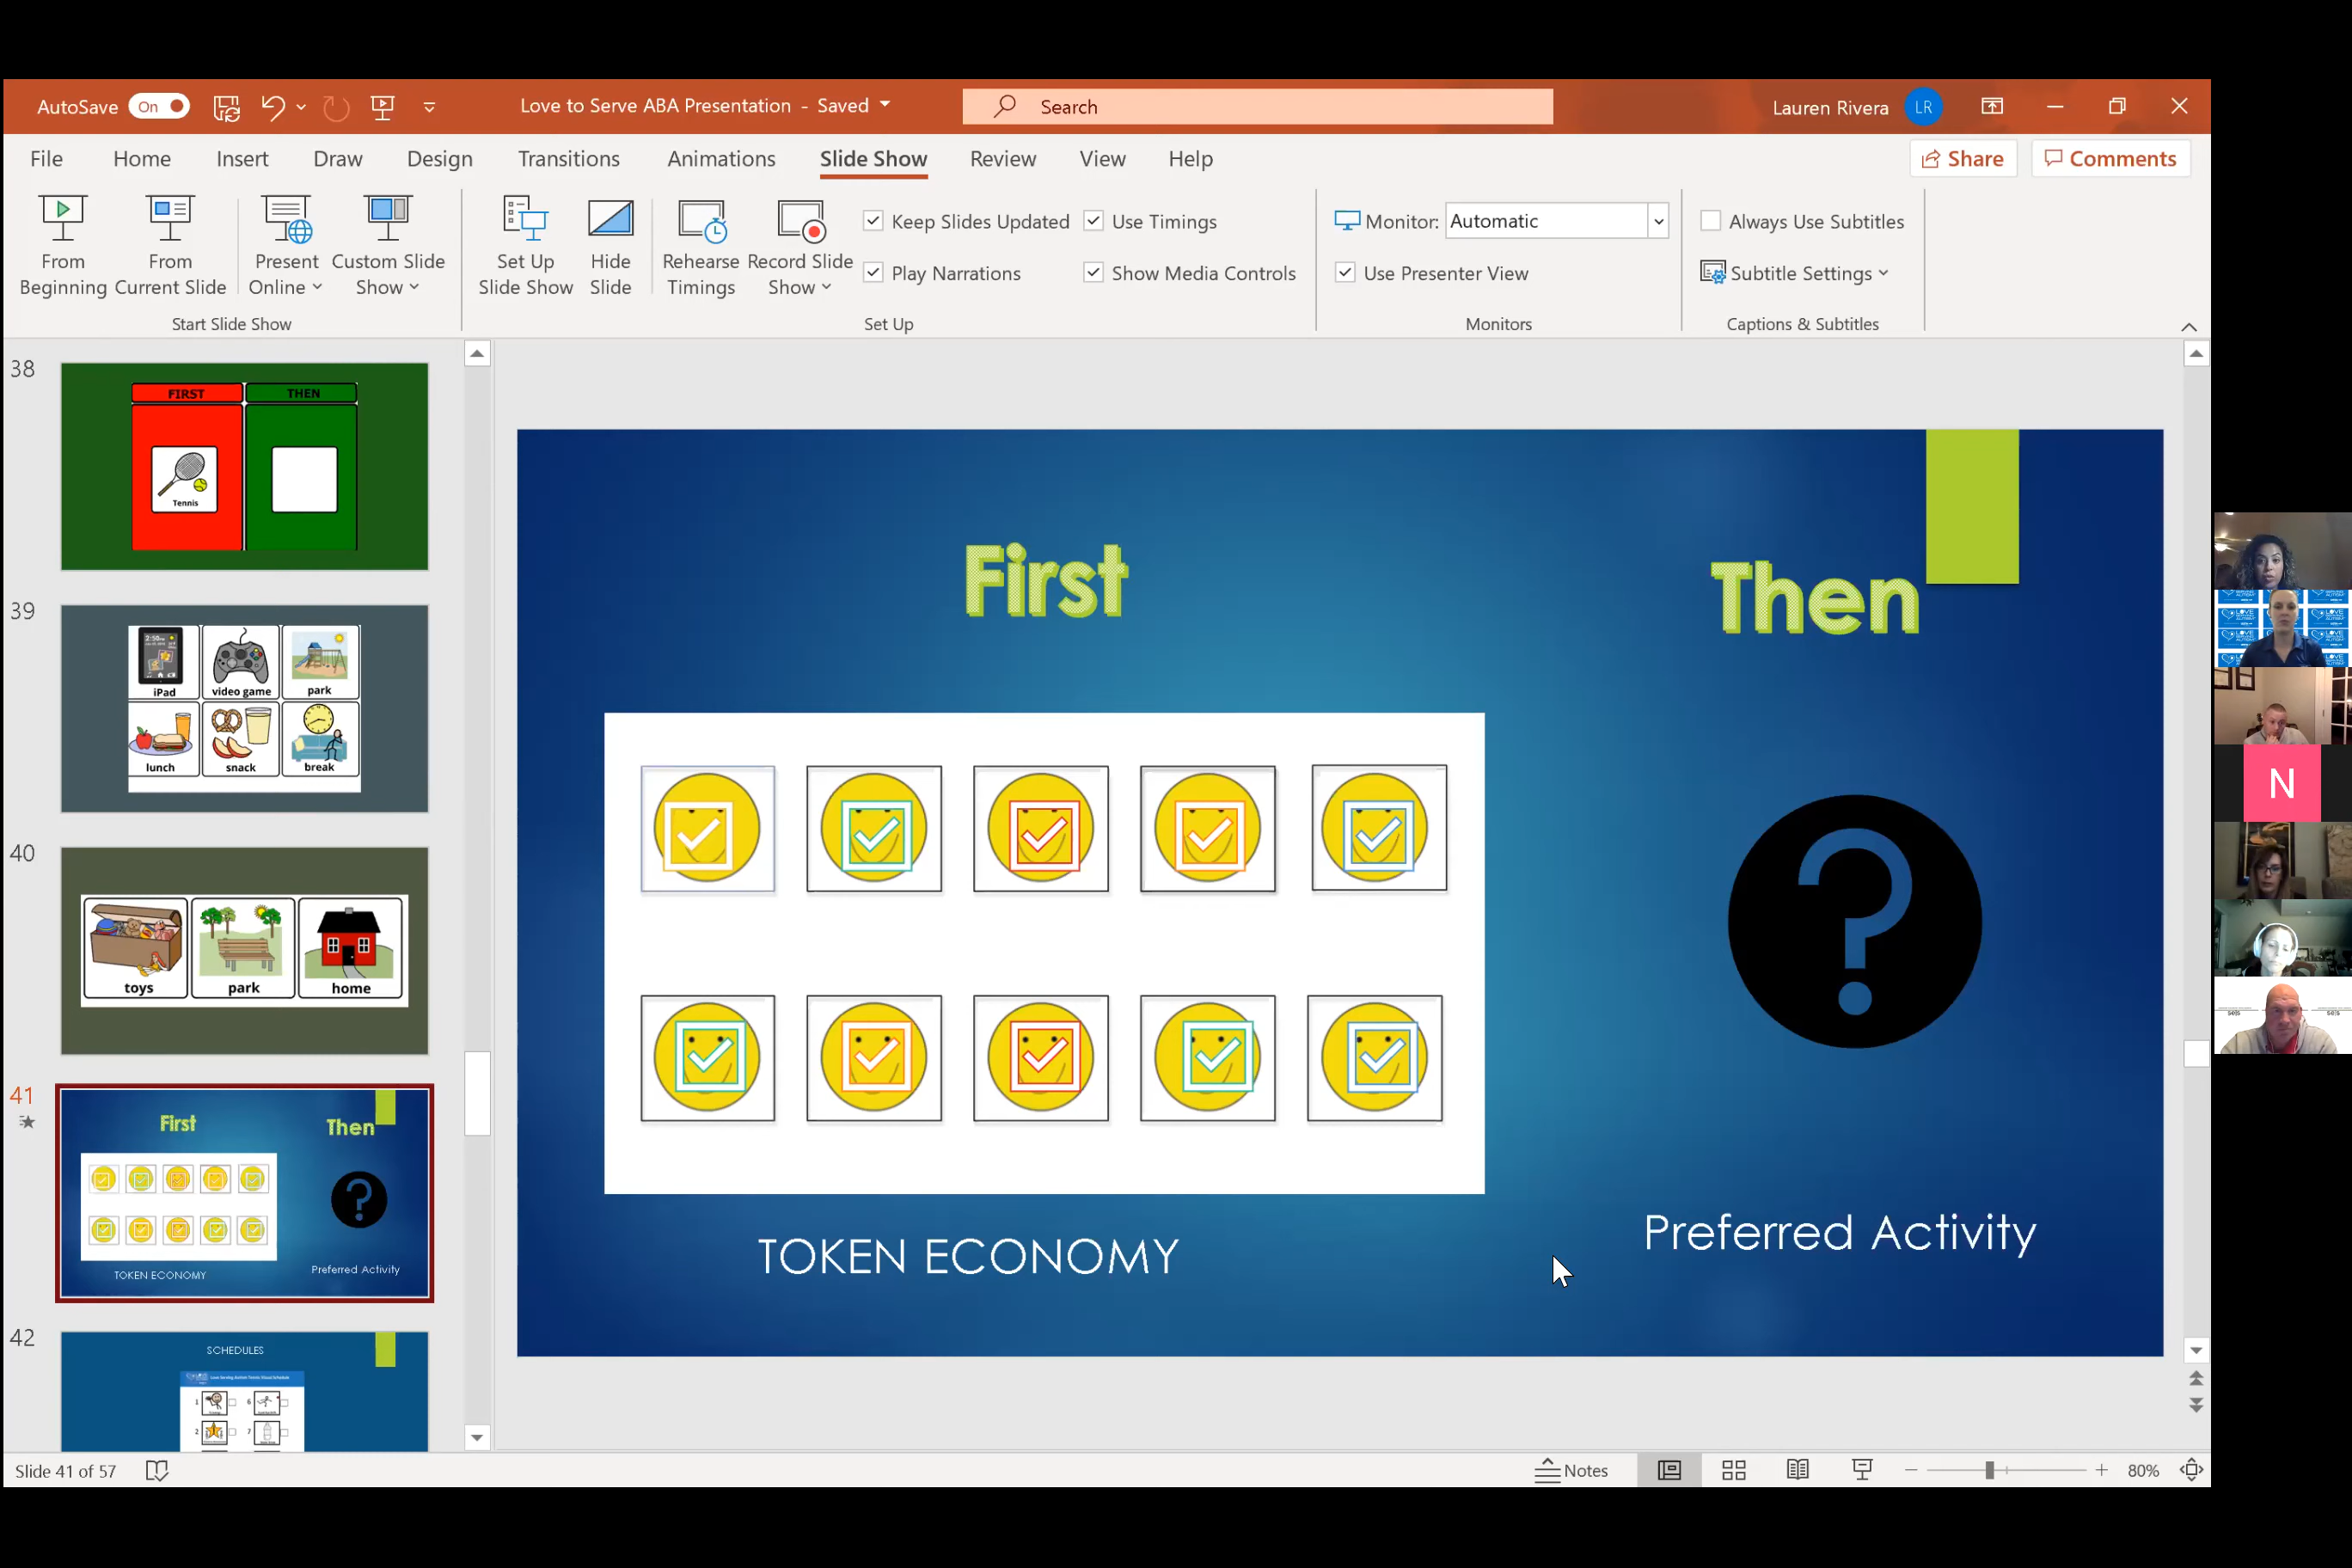 AutoSave On
Love to Serve ABA Presentation - Saved
Search
Lauren Rivera LR
File Home Insert Draw Design Transitions Animations Slide Show Review View Help
Share Comments
From Beginning
From Current Slide
Present Online
Custom Slide Show
Start Slide Show
Set Up Slide Show
Hide Slide
Rehearse Timings
Record Slide Show
Keep Slides Updated
Use Timings
Play Narrations
Show Media Controls
Set Up
Monitor: Automatic
Use Presenter View
Monitors
Always Use Subtitles
Subtitle Settings
Captions & Subtitles
38
FIRST THEN
Tennis
39
iPad video game park
lunch snack break
40
toys park home
41
First Then
TOKEN ECONOMY
Preferred Activity
42
SCHEDULES
First
Then
?
TOKEN ECONOMY
Preferred Activity
N
Slide 41 of 57
Notes
80%